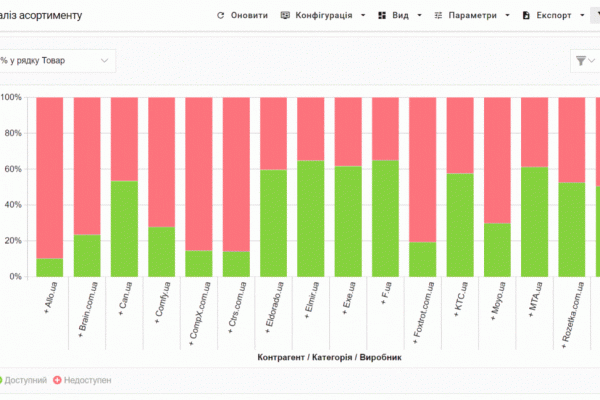 аліз асортименту
Оновити
Конфігурація
Вид
Параметри
Експорт
% у рядку Товар
100%
80%
60%
40%
20%
0%
+ Allo.ua
+ Brain.com.ua
+ Can.ua
+ Comfy.ua
+ CompX.com.ua
+ Ctrs.com.ua
+ Eldorado.ua
+ Elmir.ua
+ Exe.ua
+ F.ua
+ Foxtrot.com.ua
+ KTC.ua
+ Moyo.ua
+ MTA.ua
+ Rozetka.com.ua
Контрагент / Категорія / Виробник
Доступний
Недоступен